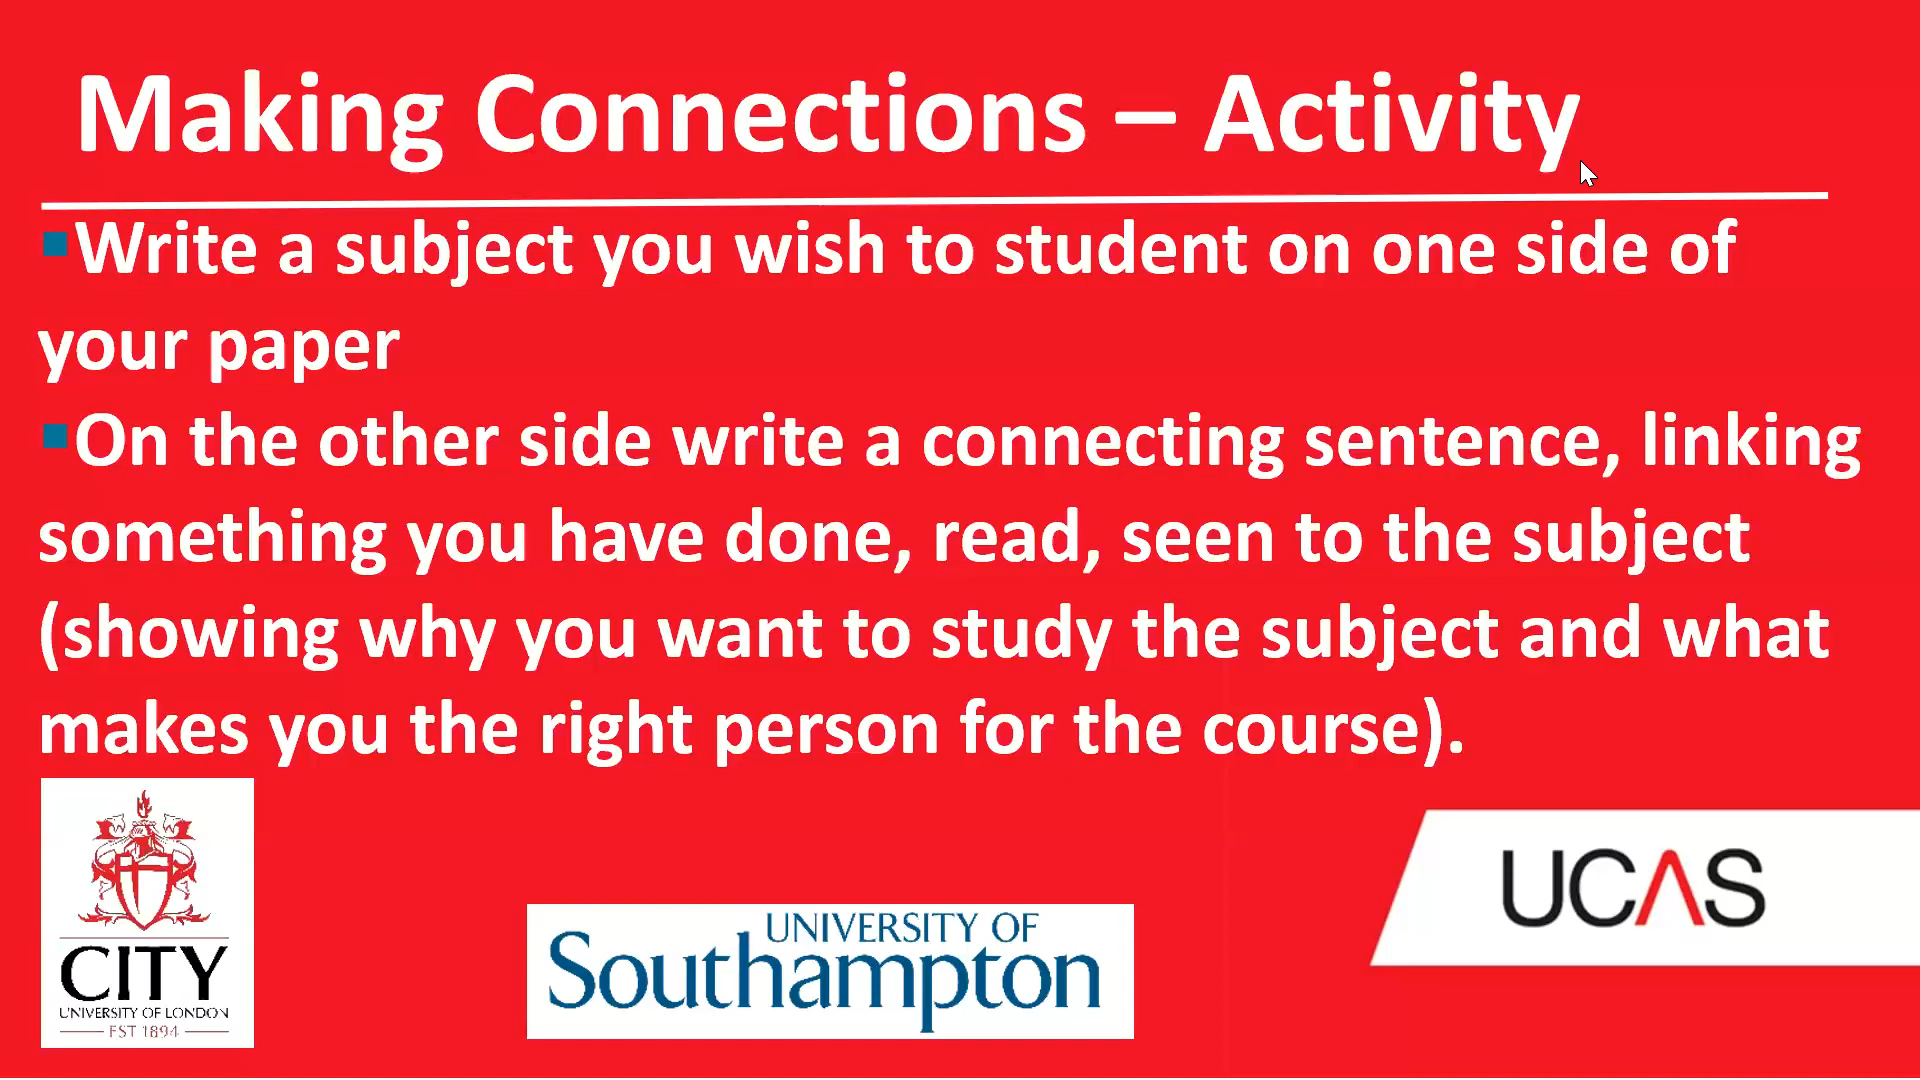 Making Connections – Activity
▪Write a subject you wish to student on one side of
your paper
▪On the other side write a connecting sentence, linking
something you have done, read, seen to the subject
(showing why you want to study the subject and what
makes you the right person for the course).
CITY
UNIVERSITY OF LONDON
EST 1894
UNIVERSITY OF
Southampton
UCAS